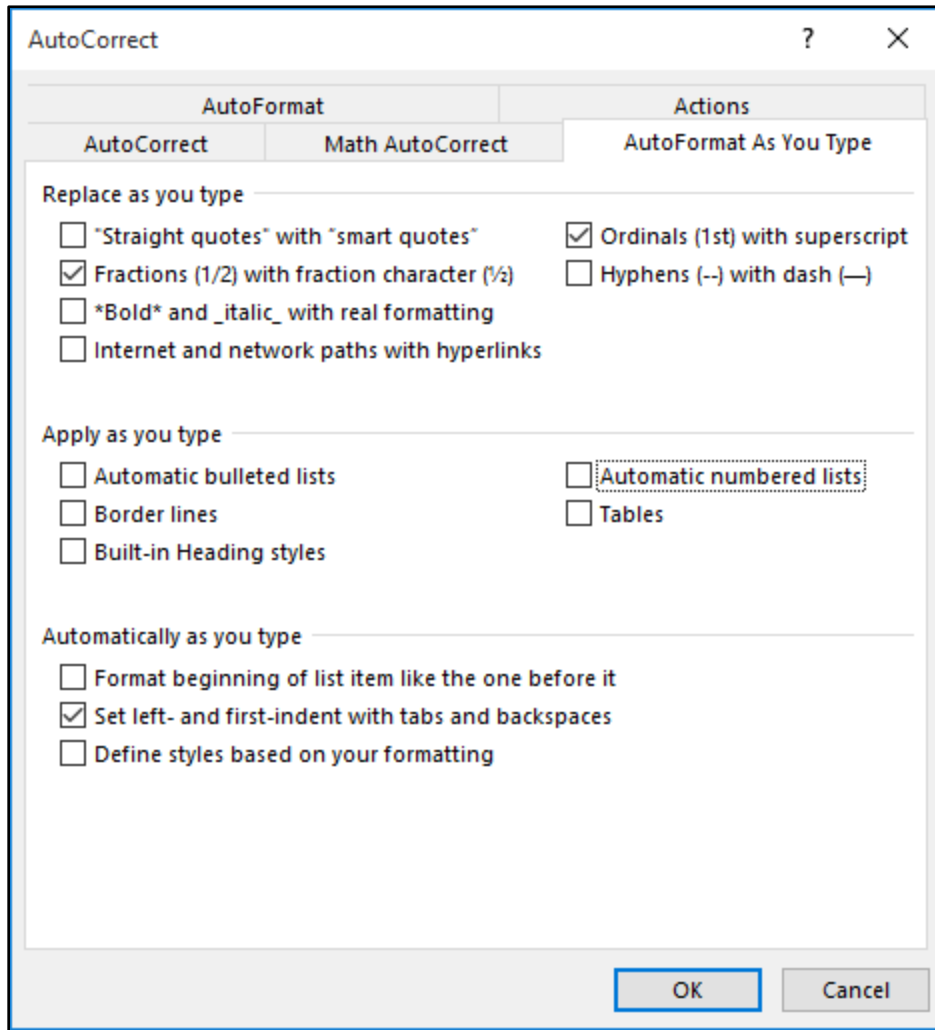 AutoCorrect ? ✕
AutoFormat Actions
AutoCorrect Math AutoCorrect AutoFormat As You Type
Replace as you type
"Straight quotes" with “smart quotes” Ordinals (1st) with superscript
Fractions (1/2) with fraction character (½) Hyphens (--) with dash (—)
*Bold* and _italic_ with real formatting
Internet and network paths with hyperlinks
Apply as you type
Automatic bulleted lists Automatic numbered lists
Border lines Tables
Built-in Heading styles
Automatically as you type
Format beginning of list item like the one before it
Set left- and first-indent with tabs and backspaces
Define styles based on your formatting
OK Cancel